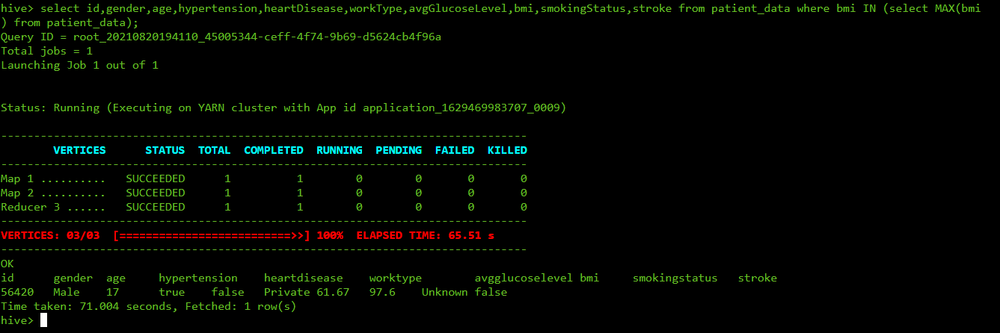 hive> select id,gender,age,hypertension,heartDisease,workType,avgGlucoseLevel,bmi,smokingStatus,stroke from patient_data where bmi IN (select MAX(bmi
) from patient_data);
Query ID = root_20210820194110_45005344-ceff-4f74-9b69-d5624cb4f96a
Total jobs = 1
Launching Job 1 out of 1
Status: Running (Executing on YARN cluster with App id application_1629469983707_0009)
--------------------------------------------------------------------------------
VERTICES STATUS TOTAL COMPLETED RUNNING PENDING FAILED KILLED
--------------------------------------------------------------------------------
Map 1 .......... SUCCEEDED 1 1 0 0 0 0
Map 2 .......... SUCCEEDED 1 1 0 0 0 0
Reducer 3 ...... SUCCEEDED 1 1 0 0 0 0
--------------------------------------------------------------------------------
VERTICES: 03/03 [==========================>>] 100% ELAPSED TIME: 65.51 s
--------------------------------------------------------------------------------
OK
id gender age hypertension heartdisease worktype avgglucoselevel bmi smokingstatus stroke
56420 Male 17 true false Private 61.67 97.6 Unknown false
Time taken: 71.004 seconds, Fetched: 1 row(s)
hive>